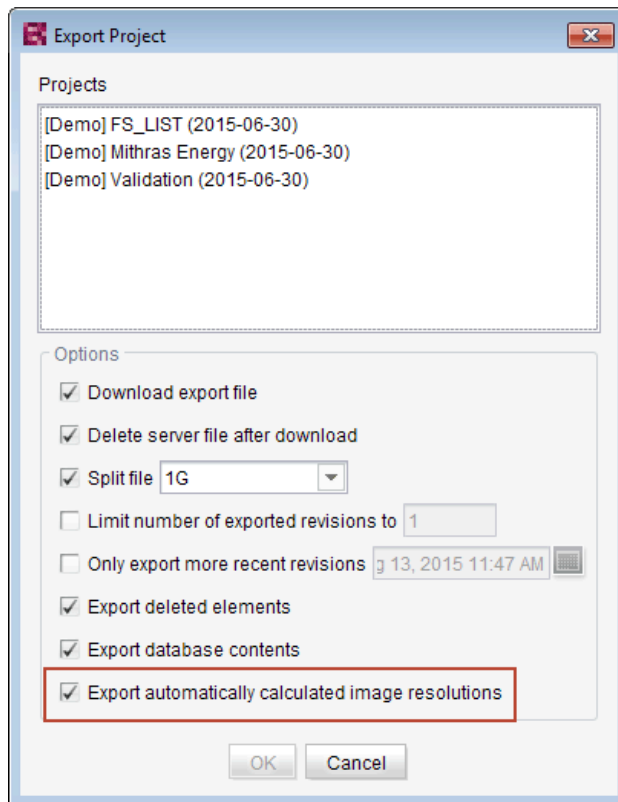 Export Project
Projects
[Demo] FS_LIST (2015-06-30)
[Demo] Mithras Energy (2015-06-30)
[Demo] Validation (2015-06-30)
Options
Download export file
Delete server file after download
Split file 1G
Limit number of exported revisions to 1
Only export more recent revisions g 13, 2015 11:47 AM
Export deleted elements
Export database contents
Export automatically calculated image resolutions
OK Cancel